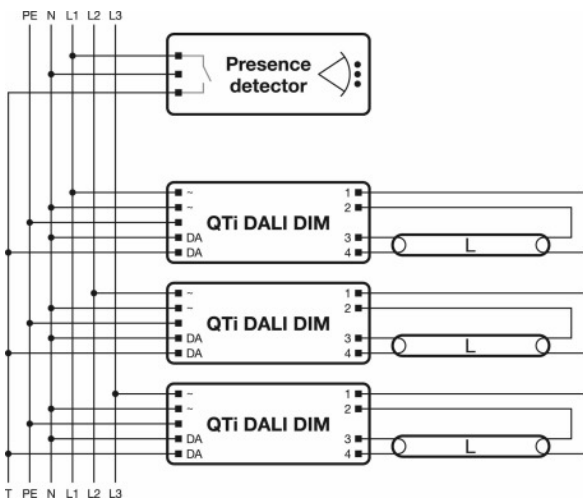 PE N L1 L2 L3
Presence
detector
~ 1
~ 2
QTi DALI DIM
DA 3
DA 4
L
~ 1
~ 2
QTi DALI DIM
DA 3
DA 4
L
~ 1
~ 2
QTi DALI DIM
DA 3
DA 4
L
T PE N L1 L2 L3